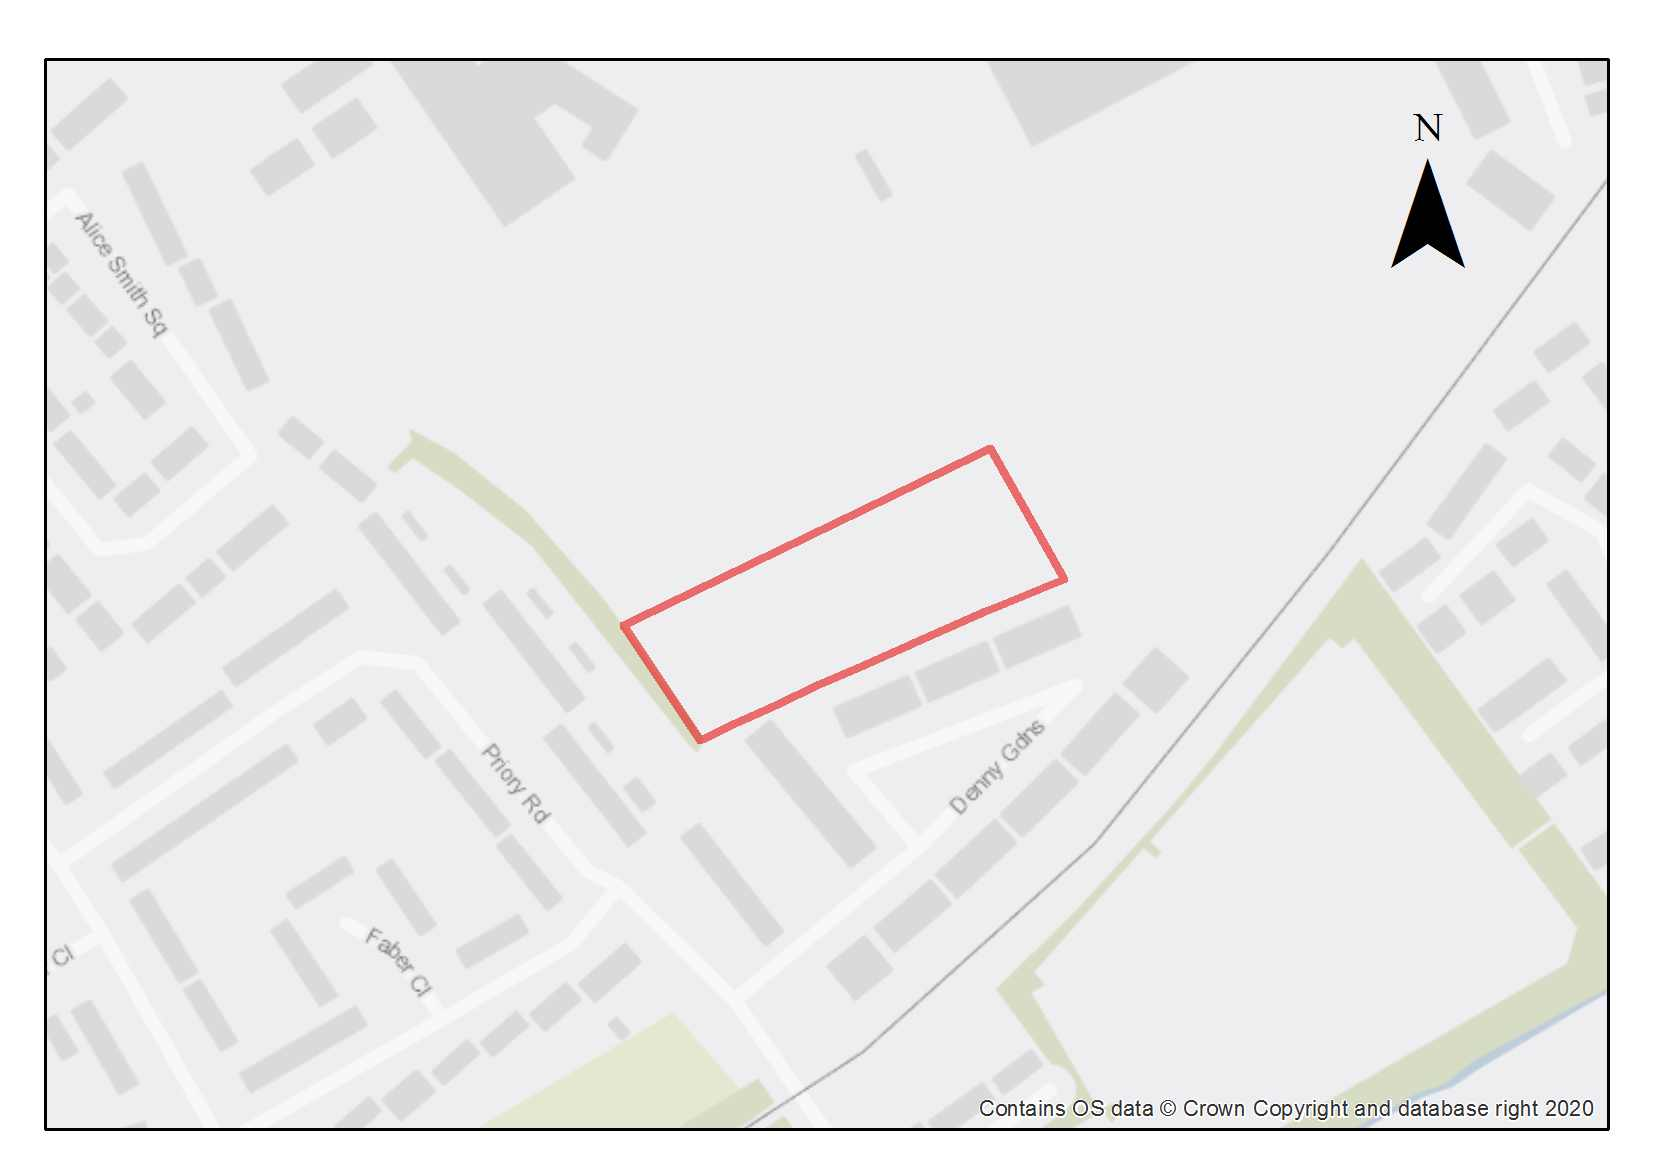 N
Alice Smith Sq
Priory Rd
Denny Gdns
Faber Cl
Cl
Contains OS data © Crown Copyright and database right 2020